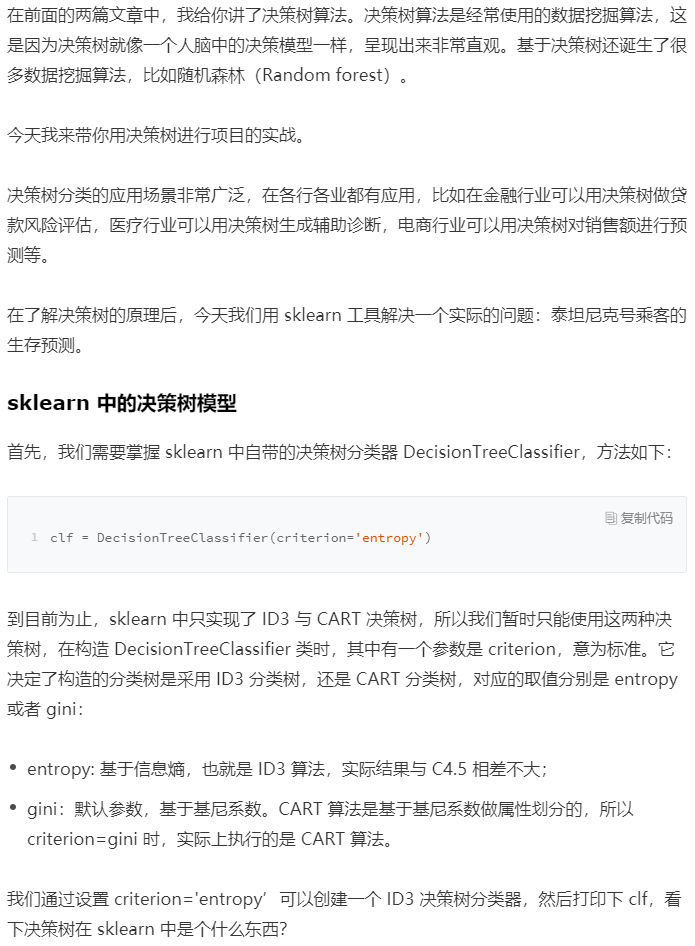 在前面的两篇文章中，我给你讲了决策树算法。决策树算法是经常使用的数据挖掘算法，这
是因为决策树就像一个人脑中的决策模型一样，呈现出来非常直观。基于决策树还诞生了很
多数据挖掘算法，比如随机森林（Random forest）。
今天我来带你用决策树进行项目的实战。
决策树分类的应用场景非常广泛，在各行各业都有应用，比如在金融行业可以用决策树做贷
款风险评估，医疗行业可以用决策树生成辅助诊断，电商行业可以用决策树对销售额进行预
测等。
在了解决策树的原理后，今天我们用 sklearn 工具解决一个实际的问题：泰坦尼克号乘客的
生存预测。
sklearn 中的决策树模型
首先，我们需要掌握 sklearn 中自带的决策树分类器 DecisionTreeClassifier，方法如下：
复制代码
1 clf = DecisionTreeClassifier(criterion='entropy')
到目前为止，sklearn 中只实现了 ID3 与 CART 决策树，所以我们暂时只能使用这两种决
策树，在构造 DecisionTreeClassifier 类时，其中有一个参数是 criterion，意为标准。它
决定了构造的分类树是采用 ID3 分类树，还是 CART 分类树，对应的取值分别是 entropy
或者 gini：
• entropy: 基于信息熵，也就是 ID3 算法，实际结果与 C4.5 相差不大；
• gini：默认参数，基于基尼系数。CART 算法是基于基尼系数做属性划分的，所以
criterion=gini 时，实际上执行的是 CART 算法。
我们通过设置 criterion='entropy’可以创建一个 ID3 决策树分类器，然后打印下 clf，看
下决策树在 sklearn 中是个什么东西？